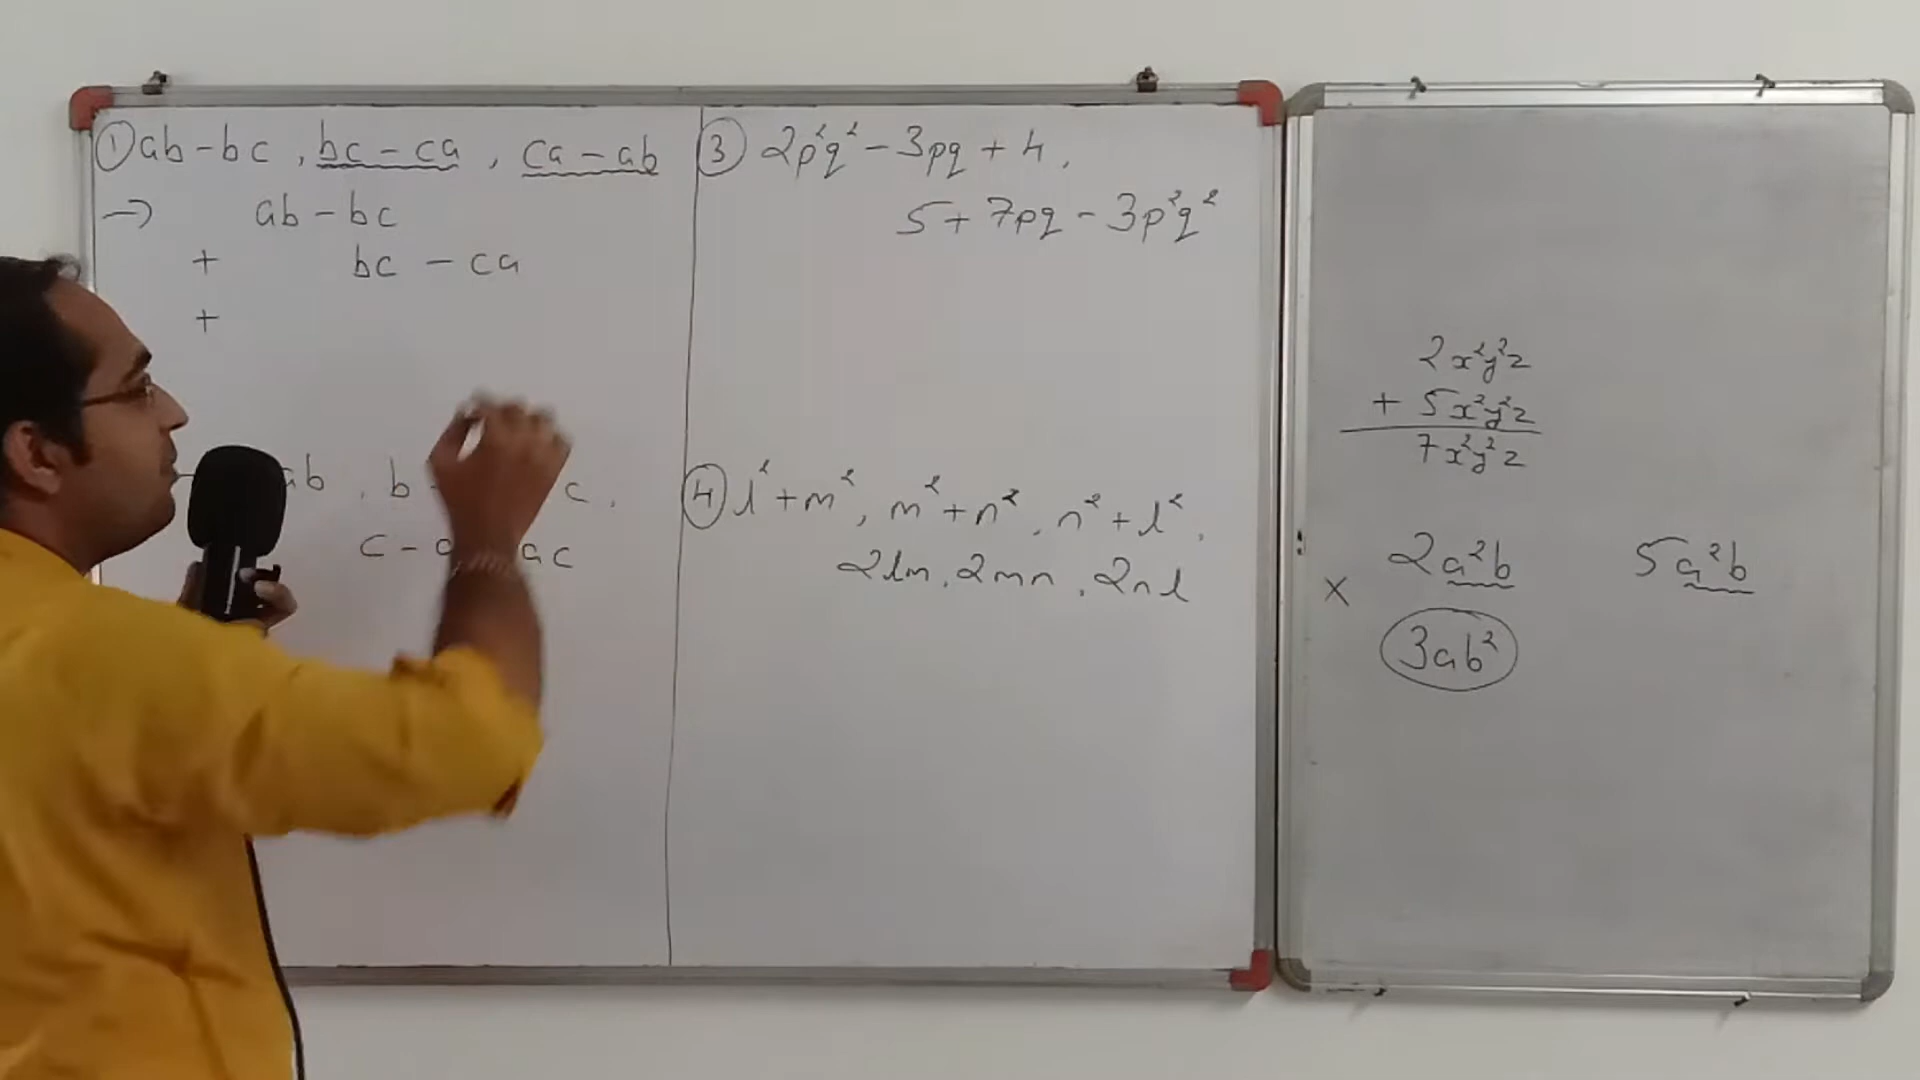 ① ab - bc , bc - ca , ca - ab
→ ab - bc
+ bc - ca
+
ab , b c ,
c - ac
③ 2p²q² - 3pq + 4 ,
5 + 7pq - 3p²q²
④ l² + m² , m² + n² , n² + l² ,
2lm , 2mn , 2nl
2x²y²z
+ 5x²y²z
7x²y²z
2a²b 5a²b
×
3ab²